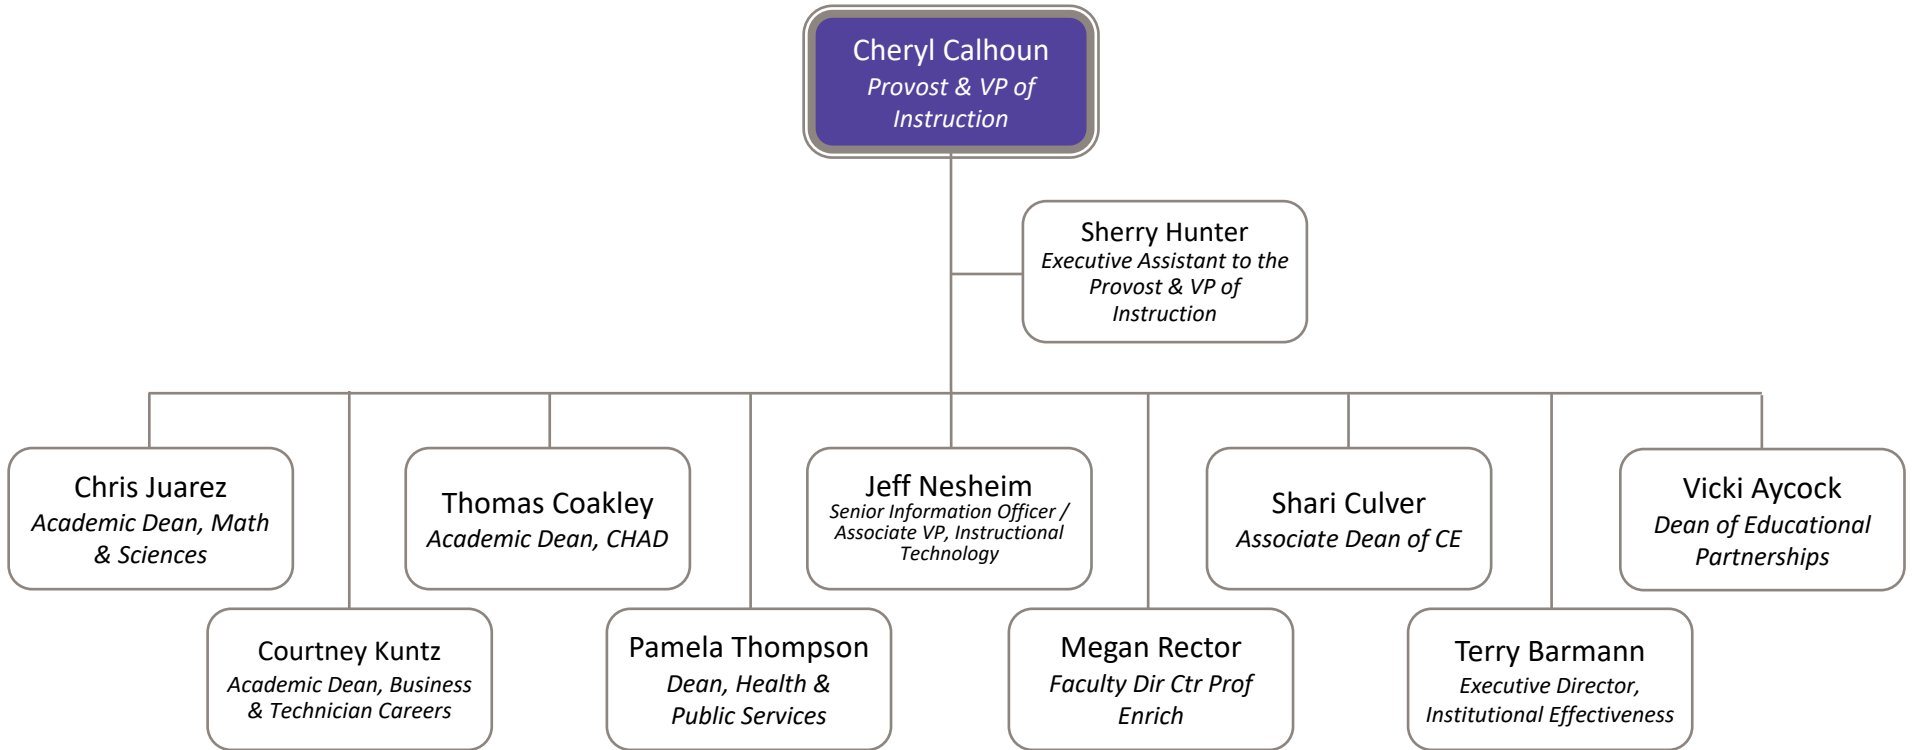 Cheryl Calhoun
Provost & VP of
Instruction
Sherry Hunter
Executive Assistant to the
Provost & VP of
Instruction
Chris Juarez
Academic Dean, Math
& Sciences
Thomas Coakley
Academic Dean, CHAD
Jeff Nesheim
Senior Information Officer /
Associate VP, Instructional
Technology
Shari Culver
Associate Dean of CE
Vicki Aycock
Dean of Educational
Partnerships
Courtney Kuntz
Academic Dean, Business
& Technician Careers
Pamela Thompson
Dean, Health &
Public Services
Megan Rector
Faculty Dir Ctr Prof
Enrich
Terry Barmann
Executive Director,
Institutional Effectiveness